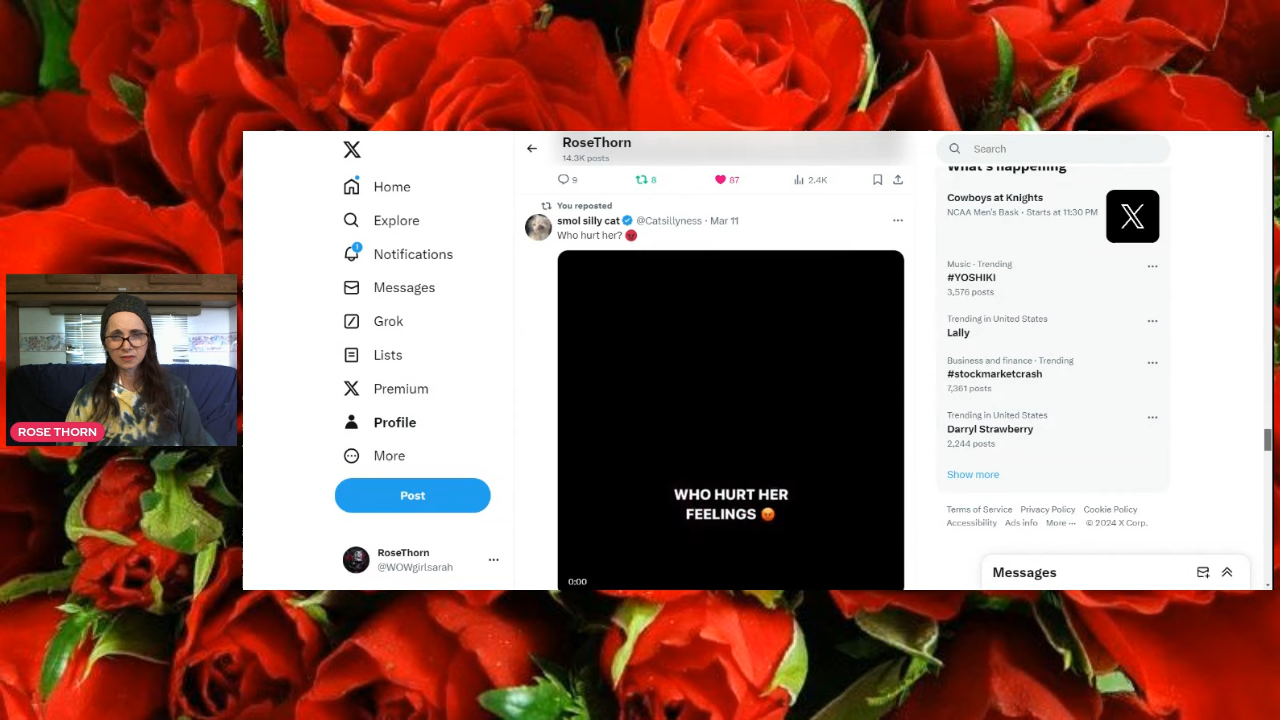 ROSE THORN
Home
Explore
1
Notifications
Messages
Grok
Lists
Premium
Profile
More
Post
RoseThorn
@WOWgirlsarah
RoseThorn
14.3K posts
9
8
87
2.4K
You reposted
smol silly cat @Catsillyness · Mar 11
Who hurt her? 😡
WHO HURT HER
FEELINGS 😡
0:00
Search
What's happening
Cowboys at Knights
NCAA Men's Bask · Starts at 11:30 PM
Music · Trending
#YOSHIKI
3,576 posts
Trending in United States
Lally
Business and finance · Trending
#stockmarketcrash
7,361 posts
Trending in United States
Darryl Strawberry
2,244 posts
Show more
Terms of Service Privacy Policy Cookie Policy
Accessibility Ads info More ··· © 2024 X Corp.
Messages